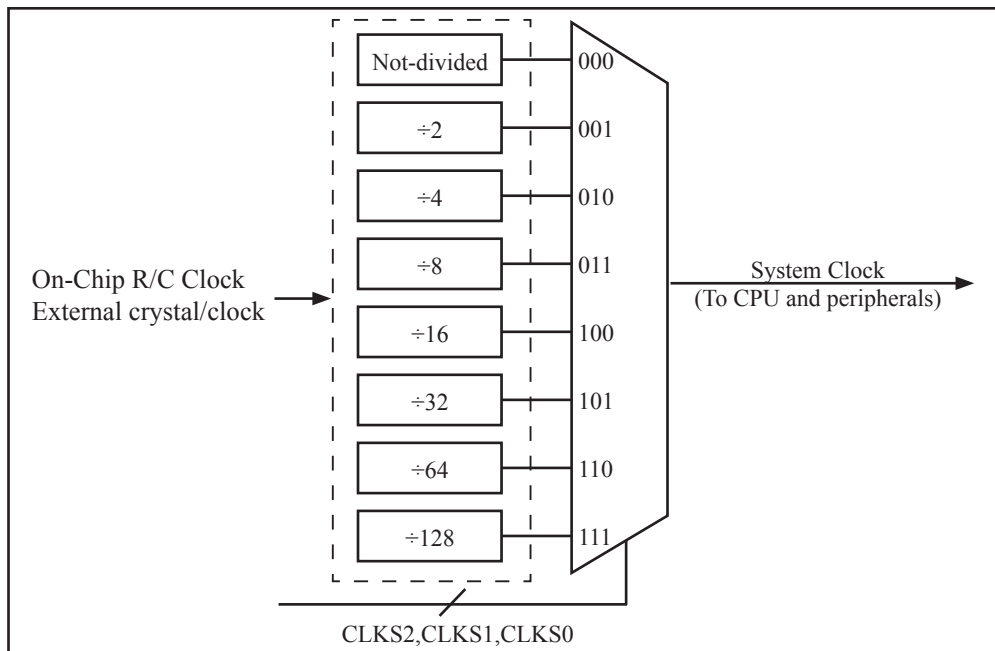 Not-divided
000
÷2
001
÷4
010
÷8
011
On-Chip R/C Clock
External crystal/clock
System Clock
(To CPU and peripherals)
÷16
100
÷32
101
÷64
110
÷128
111
CLKS2,CLKS1,CLKS0